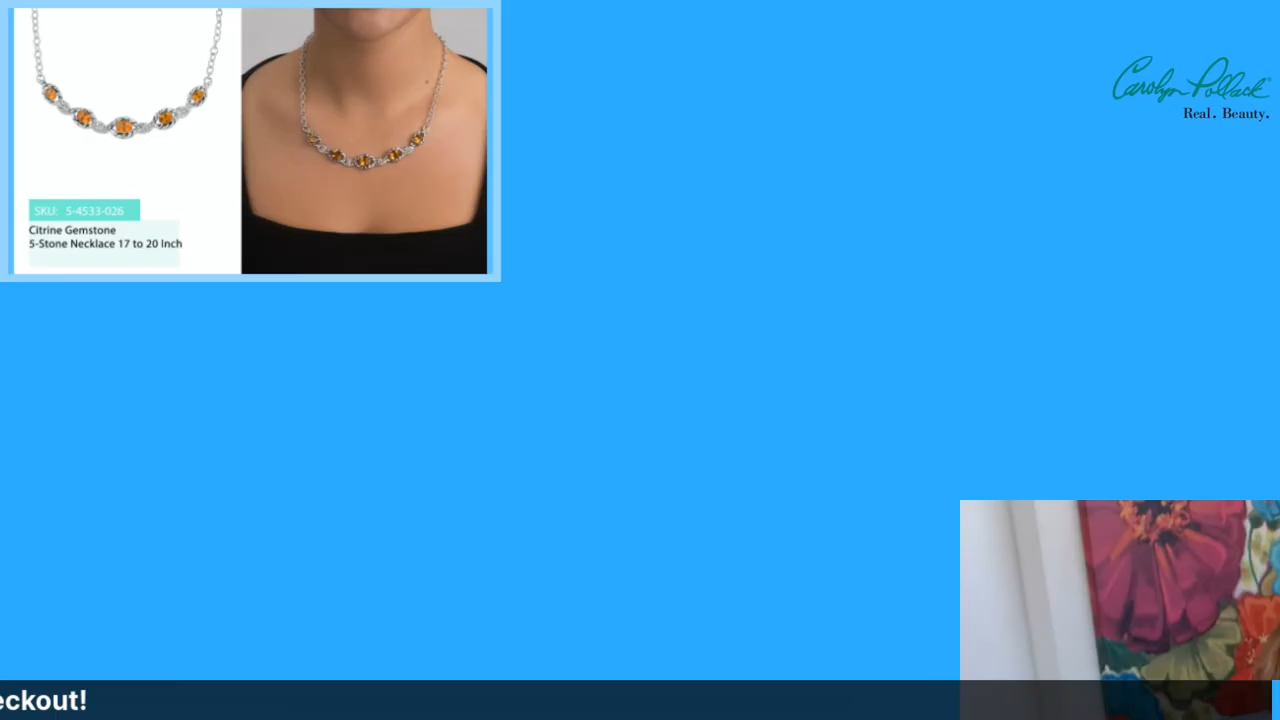 Carolyn Pollack®
Real. Beauty.
SKU: 5-4533-026
Citrine Gemstone
5-Stone Necklace 17 to 20 Inch
eckout!